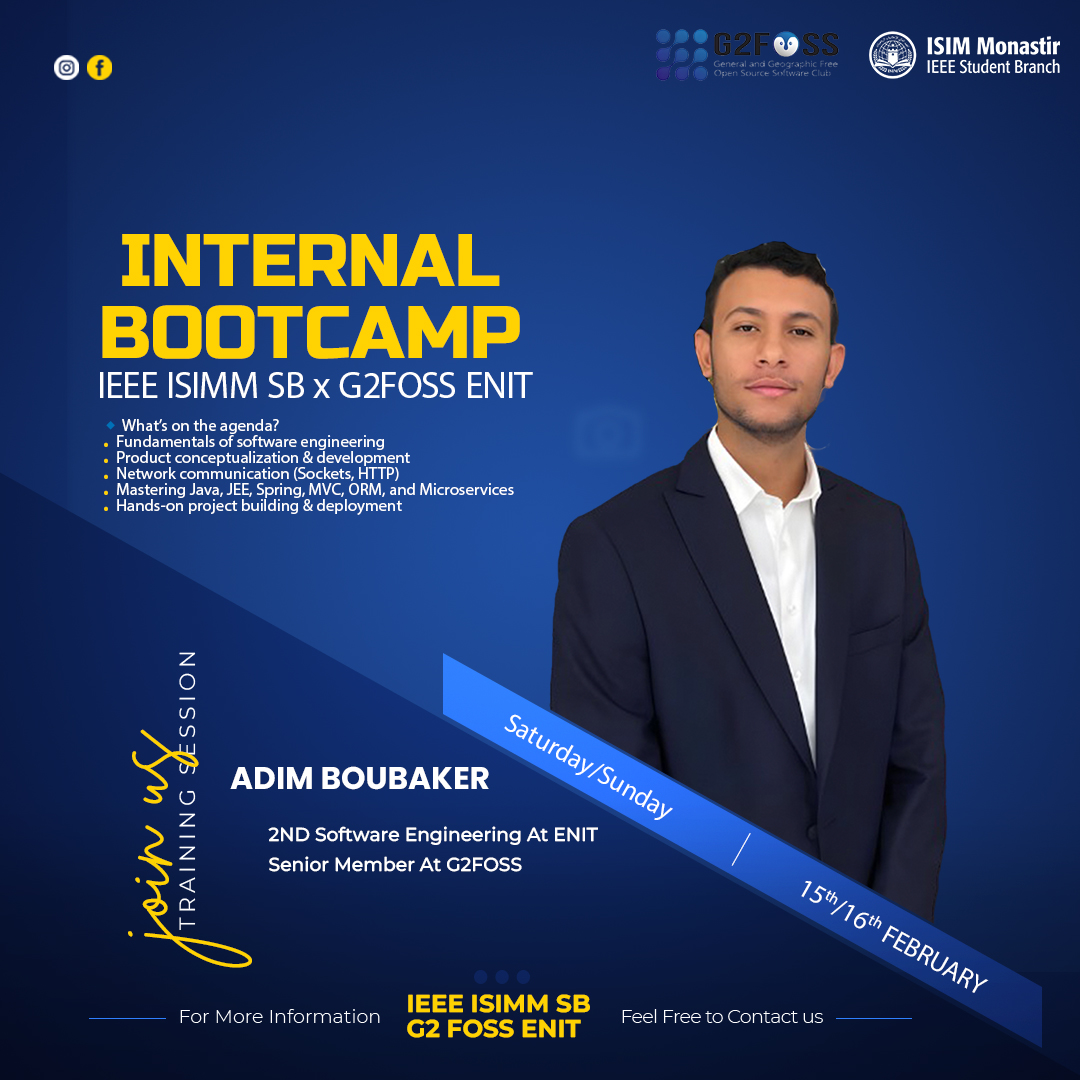 G2FOSS
General and Geographic Free
Open Source Software Club
ISIM Monastir
IEEE Student Branch
INTERNAL
BOOTCAMP
IEEE ISIMM SB x G2FOSS ENIT
What's on the agenda?
Fundamentals of software engineering
Product conceptualization & development
Network communication (Sockets, HTTP)
Mastering Java, JEE, Spring, MVC, ORM, and Microservices
Hands-on project building & deployment
join us
TRAINING SESSION
ADIM BOUBAKER
2ND Software Engineering At ENIT
Senior Member At G2FOSS
Saturday/Sunday
15th/16th FEBRUARY
For More Information
IEEE ISIMM SB
G2 FOSS ENIT
Feel Free to Contact us